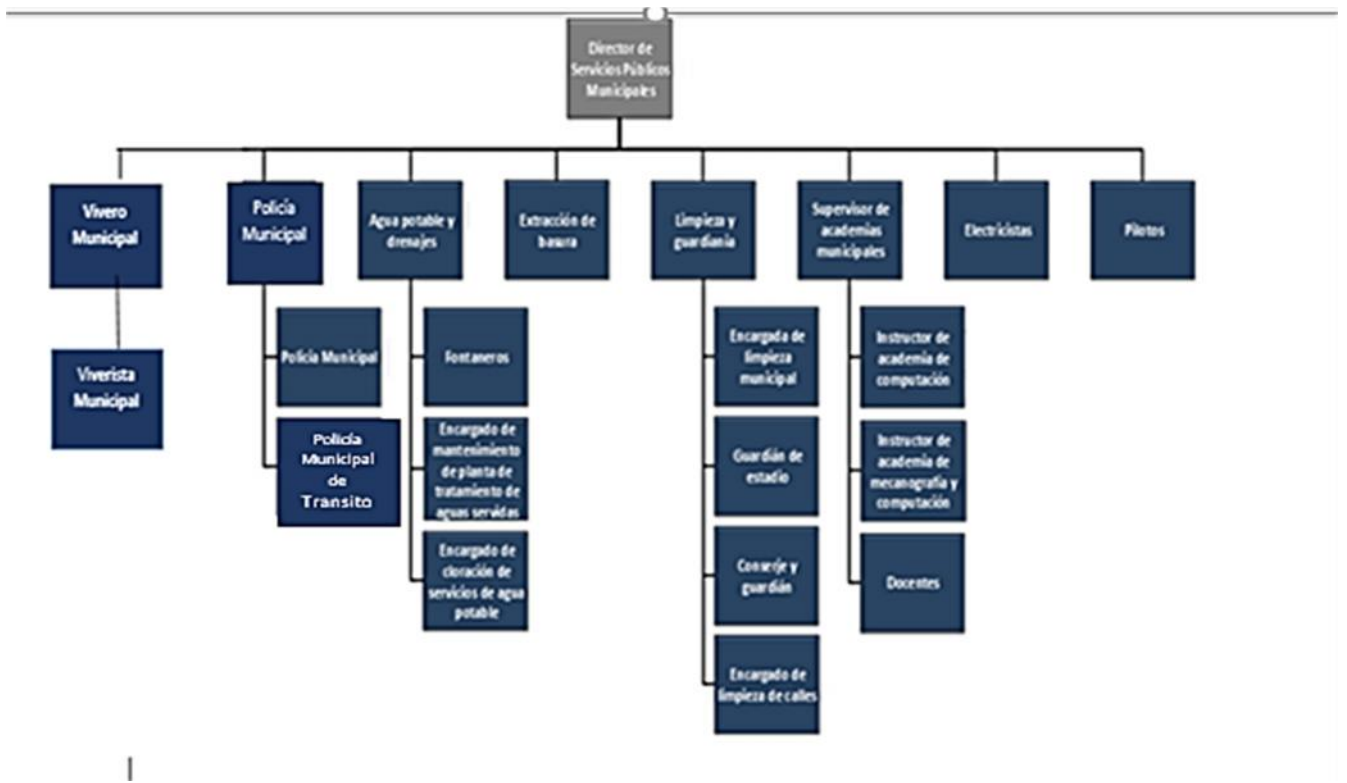 Director de
Servicios Públicos
Municipales
Vivero
Municipal
Policía
Municipal
Agua potable y
drenajes
Extracción de
basura
Limpieza y
guardianía
Supervisor de
academias
municipales
Electricistas
Pilotos
Viverista
Municipal
Policía Municipal
Policía
Municipal
de
Transito
Fontaneros
Encargado de
mantenimiento
de planta de
tratamiento de
aguas servidas
Encargado de
cloración de
servicios de agua
potable
Encargada de
limpieza
municipal
Guardián de
estadio
Conserje y
guardián
Encargado de
limpieza de calles
Instructor de
academia de
computación
Instructor de
academia de
mecanografía y
computación
Docentes